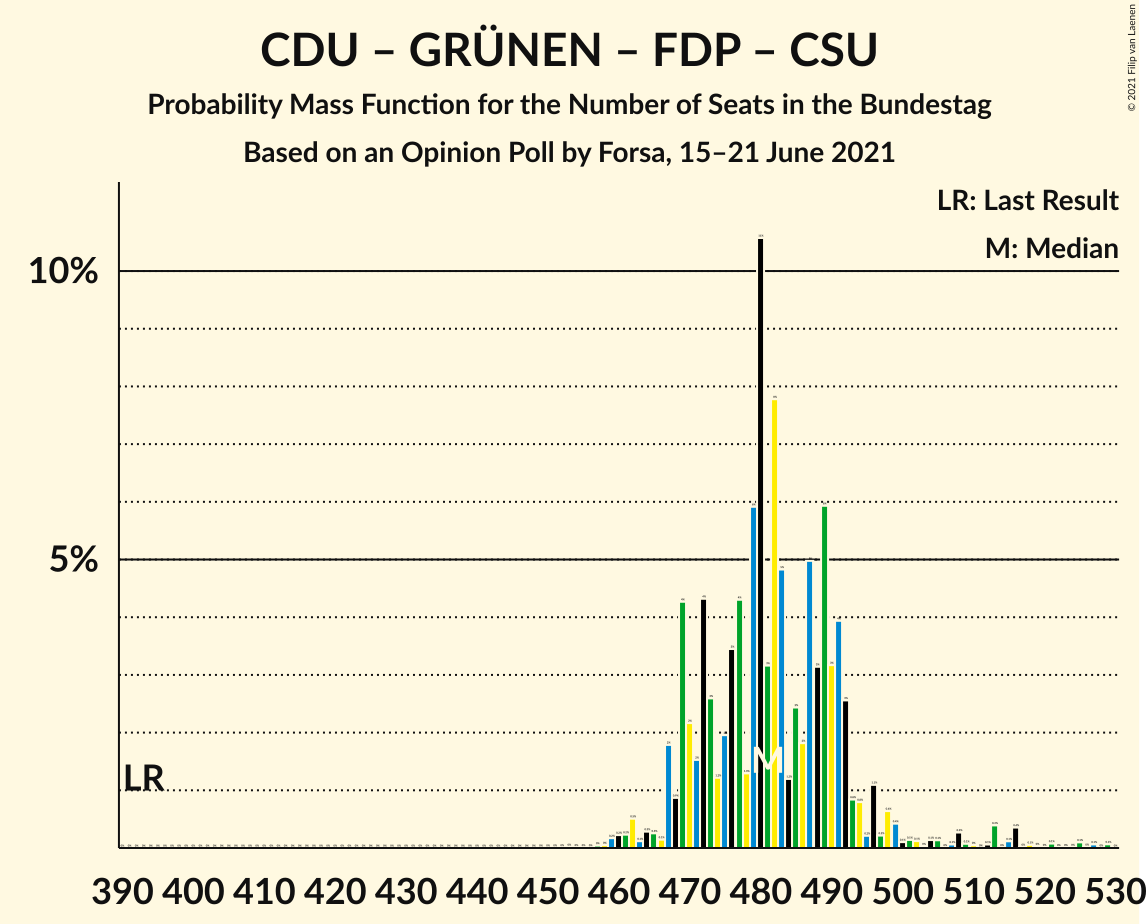 CDU – GRÜNEN – FDP – CSU
Probability Mass Function for the Number of Seats in the Bundestag
Based on an Opinion Poll by Forsa, 15–21 June 2021
© 2021 Filip van Laenen
LR: Last Result
M: Median
10%
5%
LR
M
390 400 410 420 430 440 450 460 470 480 490 500 510 520 530